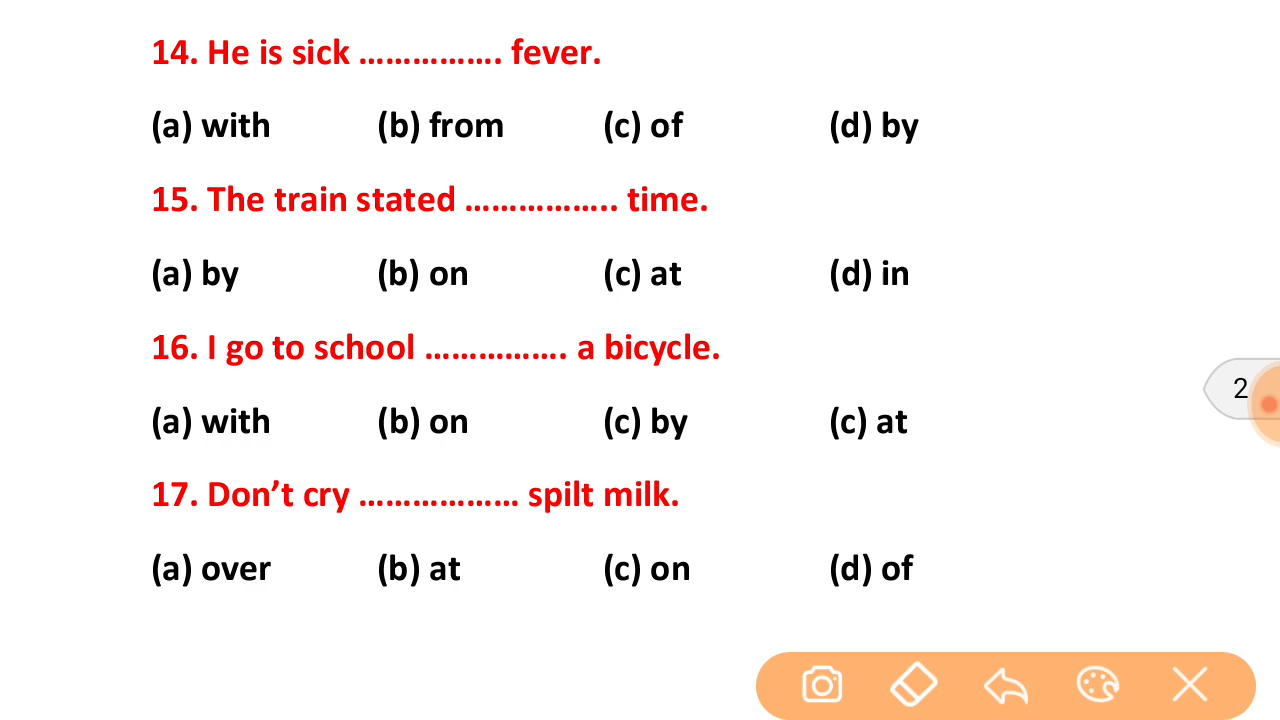 14. He is sick ................ fever.
(a) with (b) from (c) of (d) by
15. The train stated ................. time.
(a) by (b) on (c) at (d) in
16. I go to school ................ a bicycle.
(a) with (b) on (c) by (c) at
2
17. Don’t cry .................. spilt milk.
(a) over (b) at (c) on (d) of